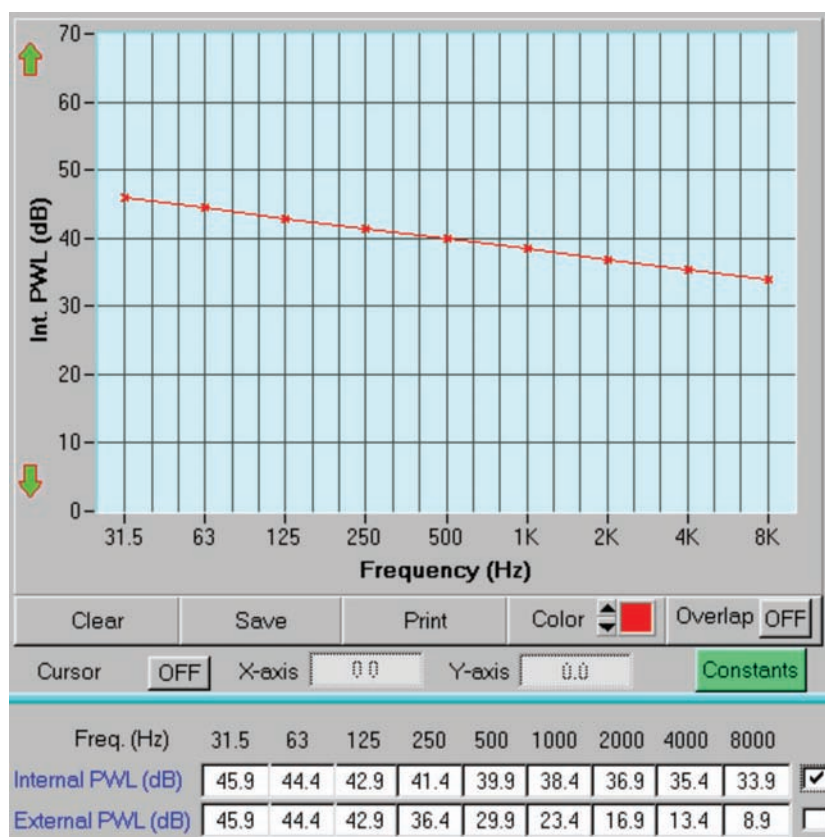 70
60
50
40
30
20
10
0
Int. PWL (dB)
31.5 63 125 250 500 1K 2K 4K 8K
Frequency (Hz)
Clear Save Print Color Overlap OFF
Cursor OFF X-axis 0 0 Y-axis 0.0 Constants
Freq. (Hz) 31.5 63 125 250 500 1000 2000 4000 8000
Internal PWL (dB) 45.9 44.4 42.9 41.4 39.9 38.4 36.9 35.4 33.9
External PWL (dB) 45.9 44.4 42.9 36.4 29.9 23.4 16.9 13.4 8.9